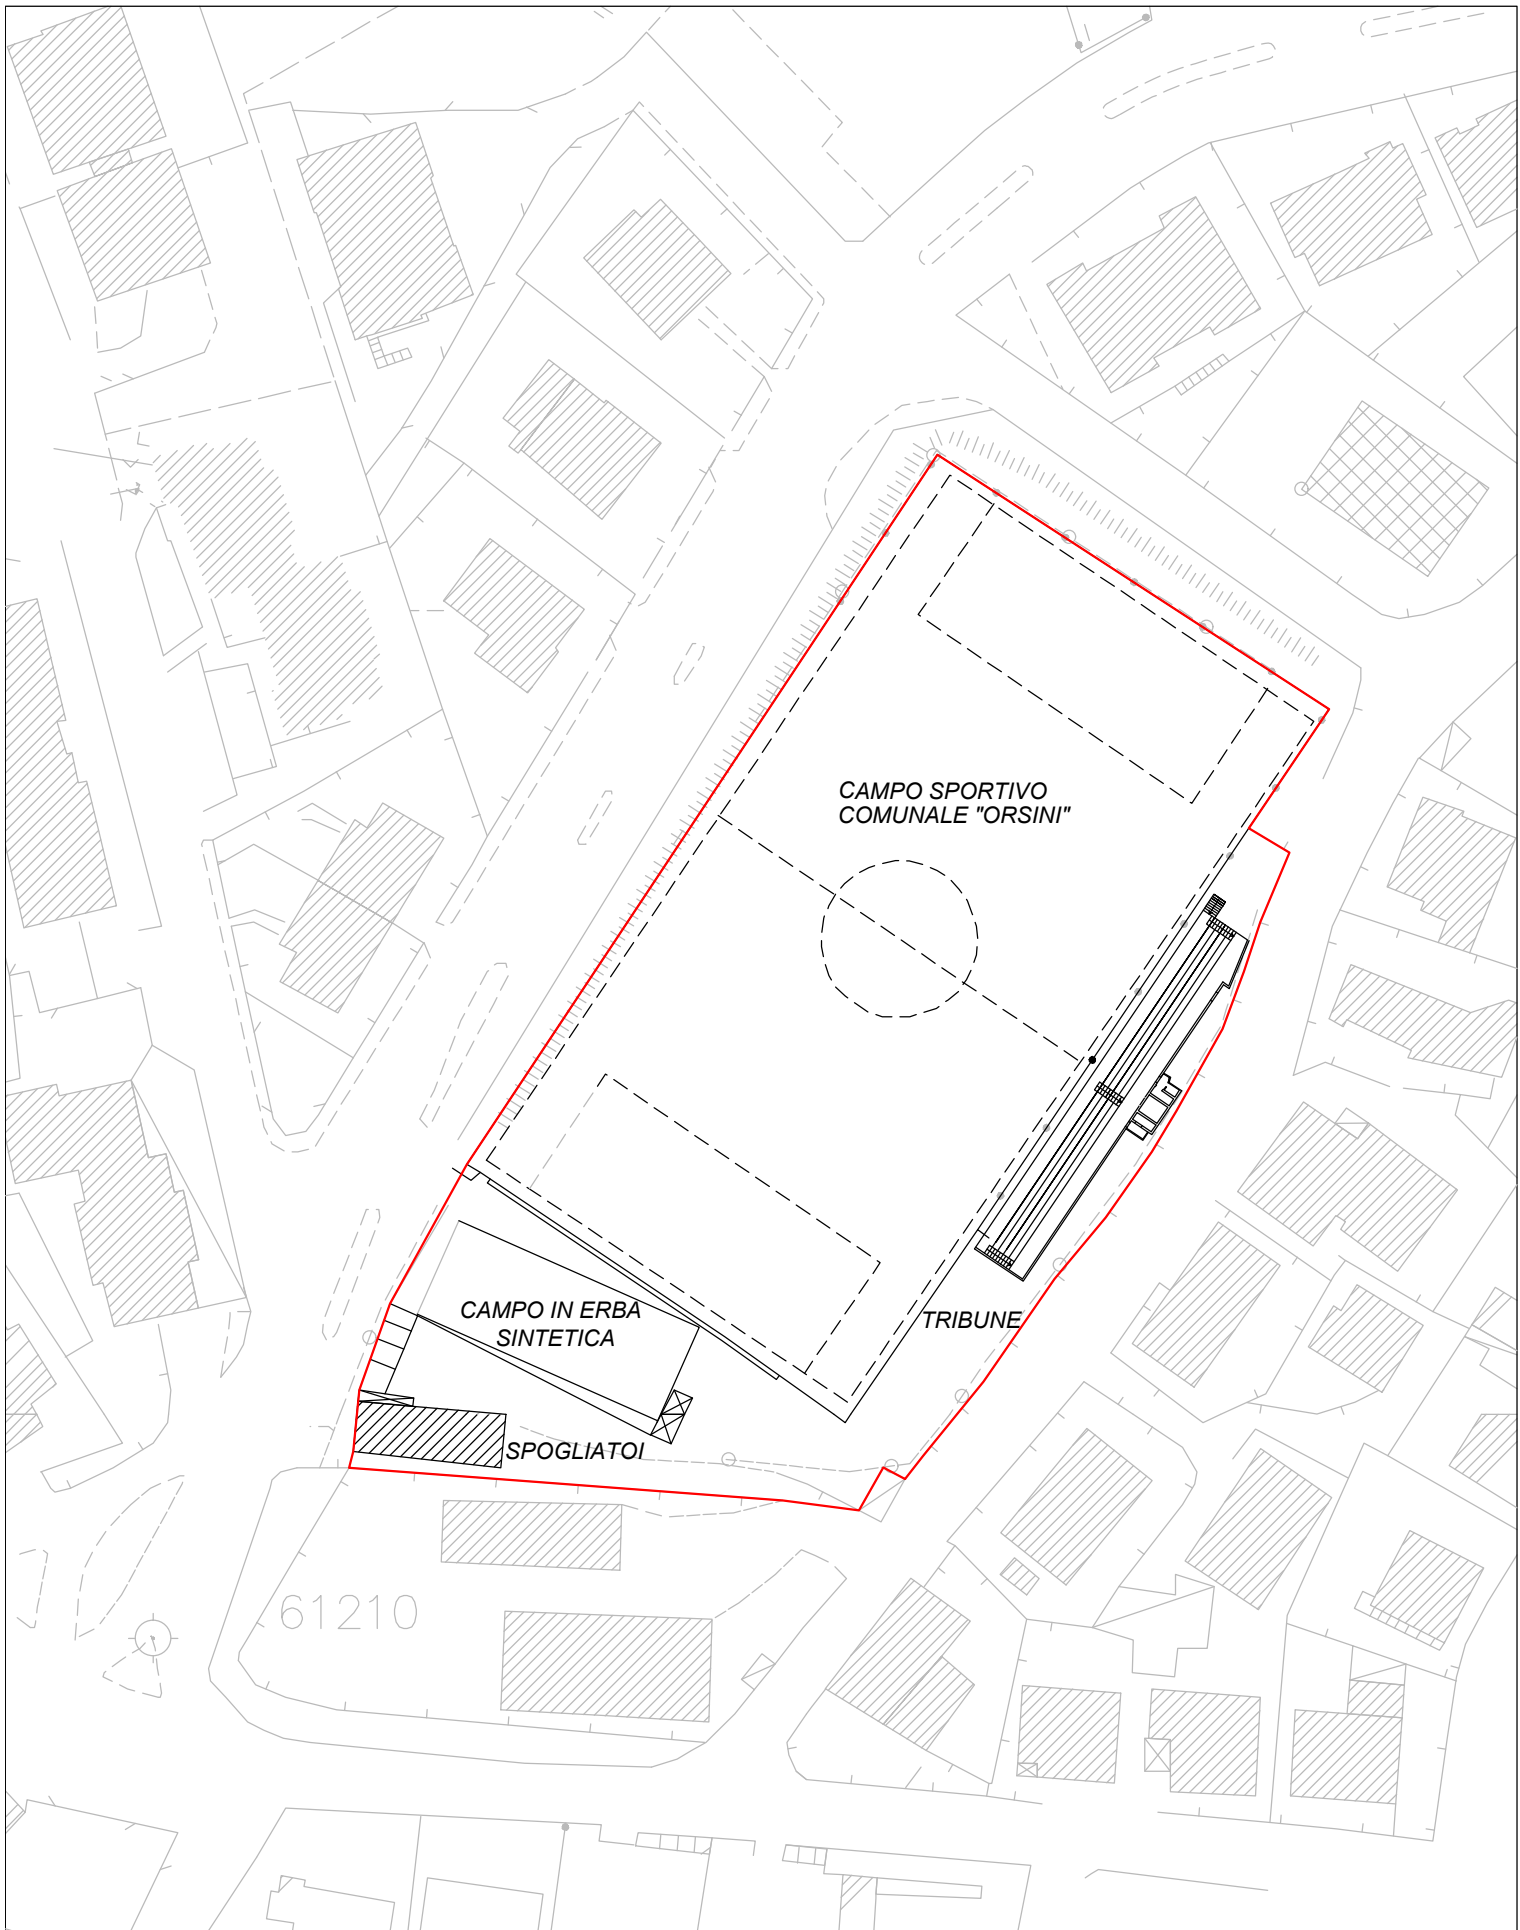 CAMPO SPORTIVO
COMUNALE "ORSINI"
CAMPO IN ERBA
SINTETICA
TRIBUNE
SPOGLIATOI
61210